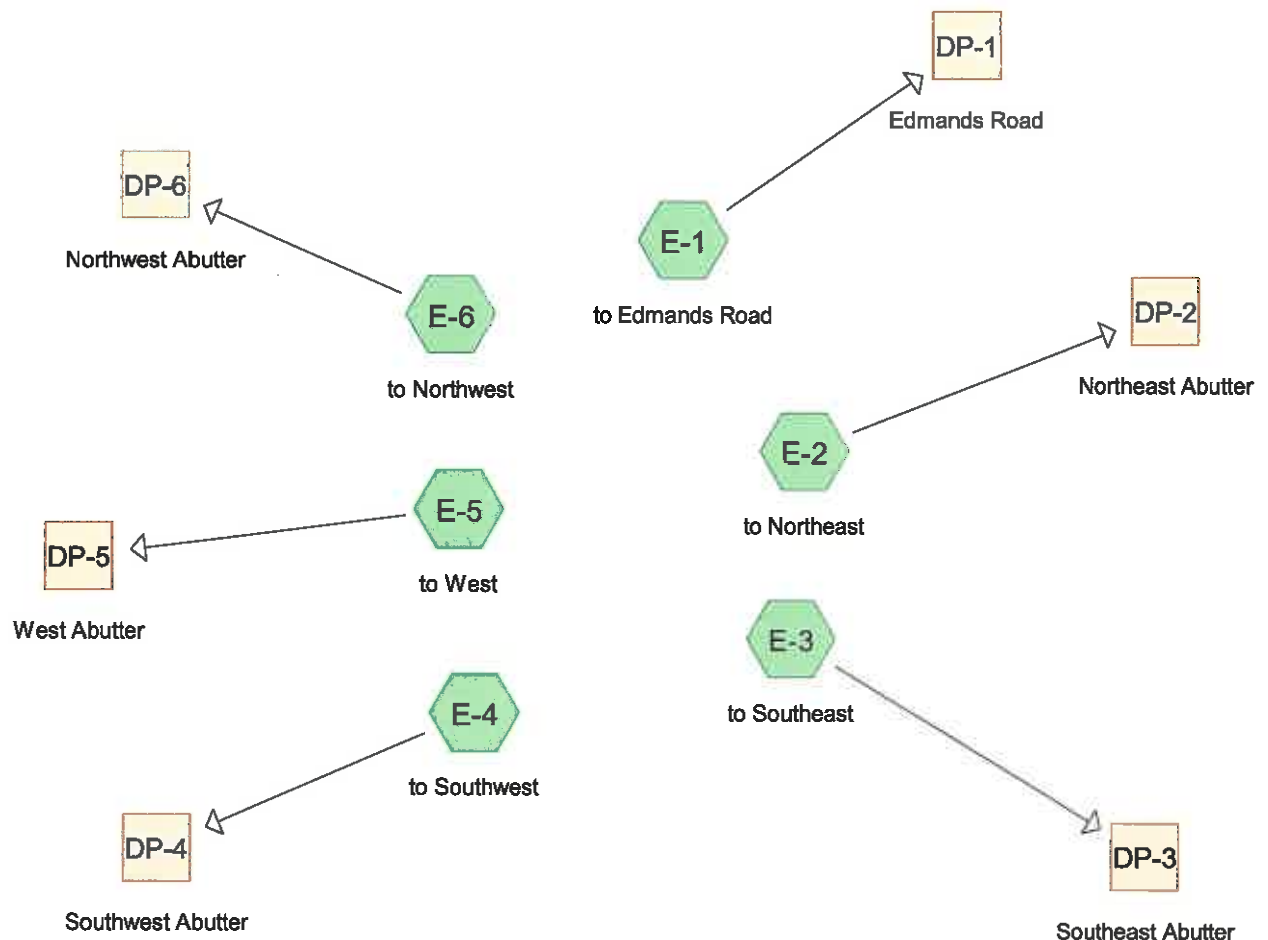 DP-1
Edmands Road
DP-6
Northwest Abutter
E-1
to Edmands Road
E-6
to Northwest
DP-2
Northeast Abutter
E-2
to Northeast
E-5
to West
DP-5
West Abutter
E-3
to Southeast
E-4
to Southwest
DP-4
Southwest Abutter
DP-3
Southeast Abutter